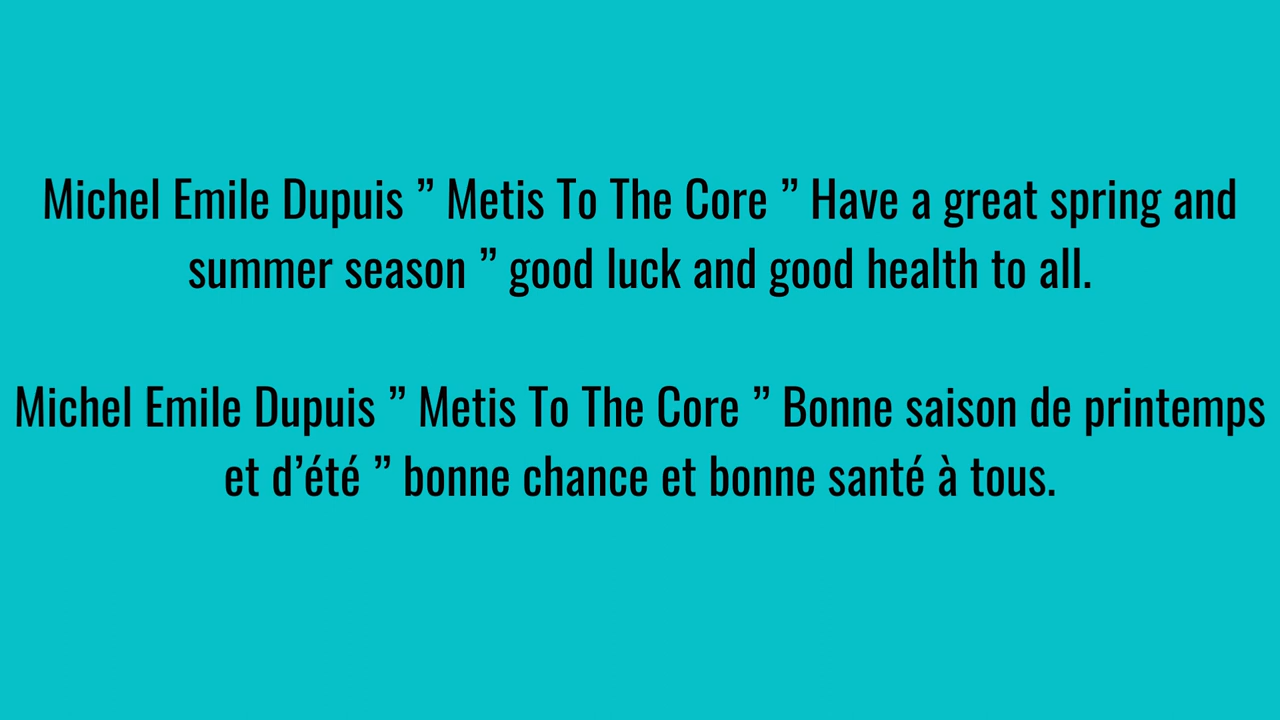 Michel Emile Dupuis ” Metis To The Core ” Have a great spring and
summer season ” good luck and good health to all.
Michel Emile Dupuis ” Metis To The Core ” Bonne saison de printemps
et d’été ” bonne chance et bonne santé à tous.